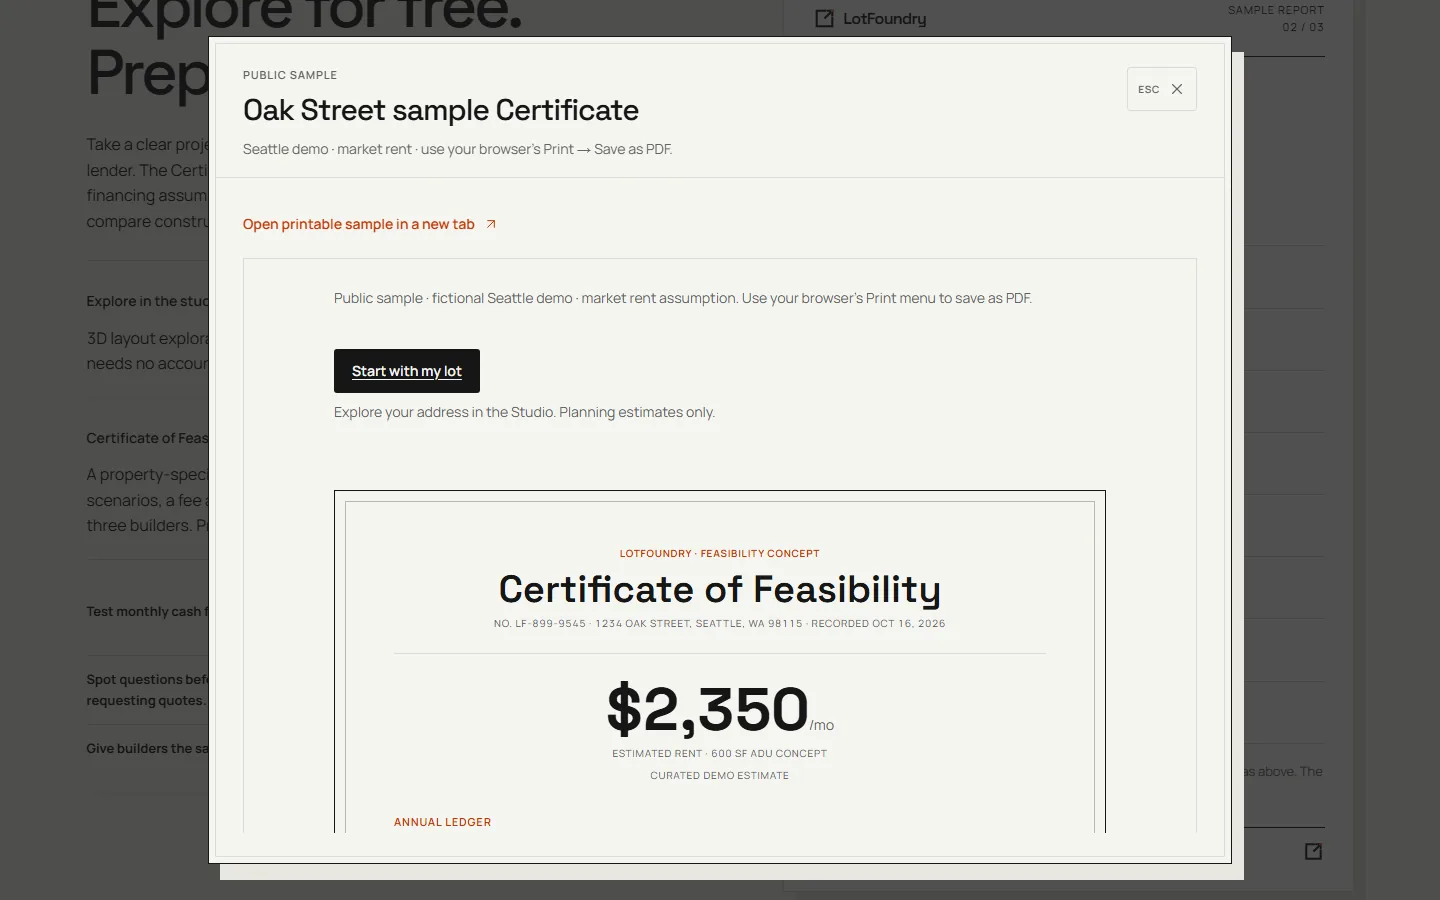 Explore for free.
Prep
Take a clear proje
lender. The Certi
financing assum
compare constru
Explore in the stud
3D layout explora
needs no accoun
Certificate of Feas
A property-speci
scenarios, a fee a
three builders. Pr
Test monthly cash f
Spot questions befo
requesting quotes.
Give builders the sa
LotFoundry
SAMPLE REPORT
02 / 03
PUBLIC SAMPLE
Oak Street sample Certificate
Seattle demo · market rent · use your browser's Print → Save as PDF.
ESC
Open printable sample in a new tab
Public sample · fictional Seattle demo · market rent assumption. Use your browser's Print menu to save as PDF.
Start with my lot
Explore your address in the Studio. Planning estimates only.
LOTFOUNDRY · FEASIBILITY CONCEPT
Certificate of Feasibility
NO. LF-899-9545 · 1234 OAK STREET, SEATTLE, WA 98115 · RECORDED OCT 16, 2026
$2,350/mo
ESTIMATED RENT · 600 SF ADU CONCEPT
CURATED DEMO ESTIMATE
ANNUAL LEDGER
as above. The